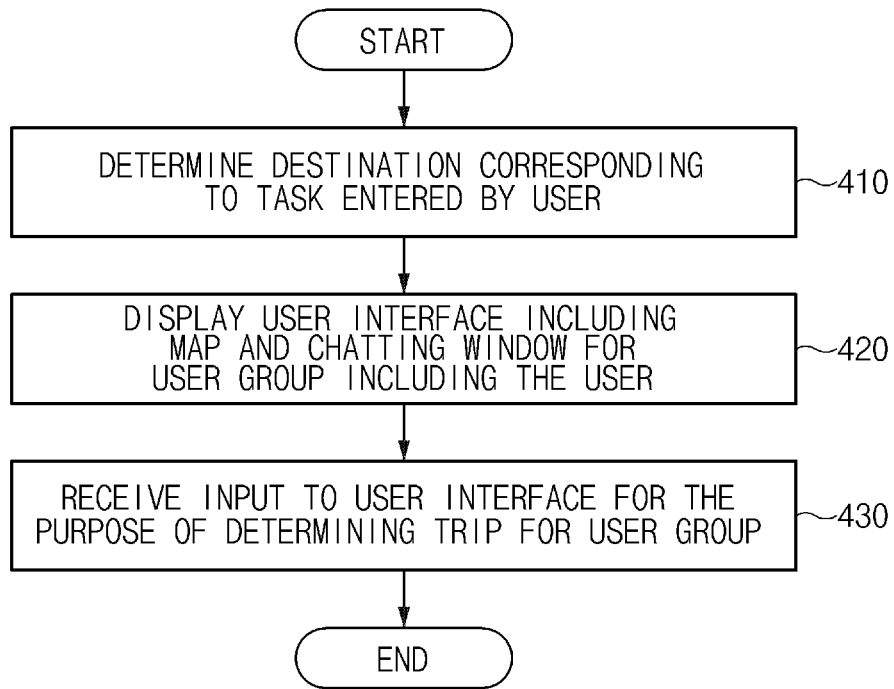 START
DETERMINE DESTINATION CORRESPONDING
TO TASK ENTERED BY USER
410
DISPLAY USER INTERFACE INCLUDING
MAP AND CHATTING WINDOW FOR
USER GROUP INCLUDING THE USER
420
RECEIVE INPUT TO USER INTERFACE FOR THE
PURPOSE OF DETERMINING TRIP FOR USER GROUP
430
END